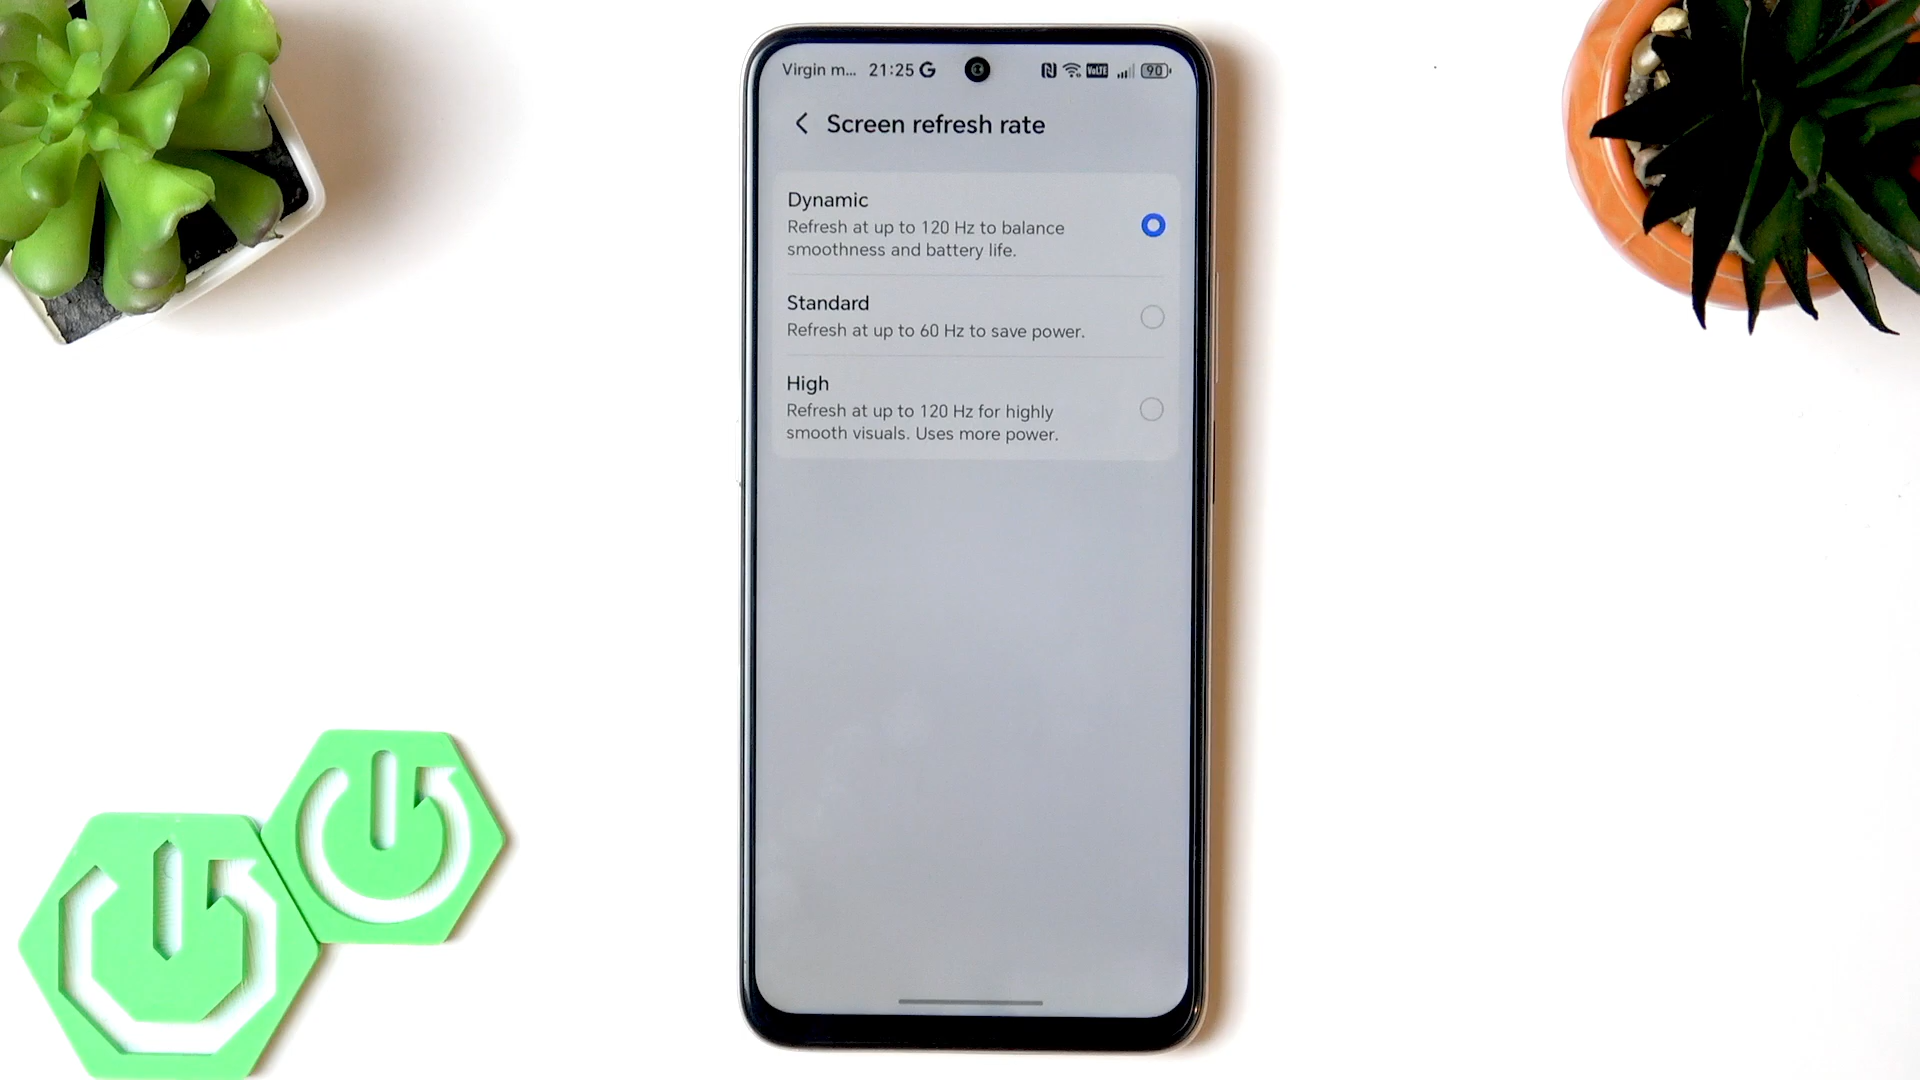 Virgin m... 21:25 G VoLTE 90
Screen refresh rate
Dynamic
Refresh at up to 120 Hz to balance
smoothness and battery life.
Standard
Refresh at up to 60 Hz to save power.
High
Refresh at up to 120 Hz for highly
smooth visuals. Uses more power.